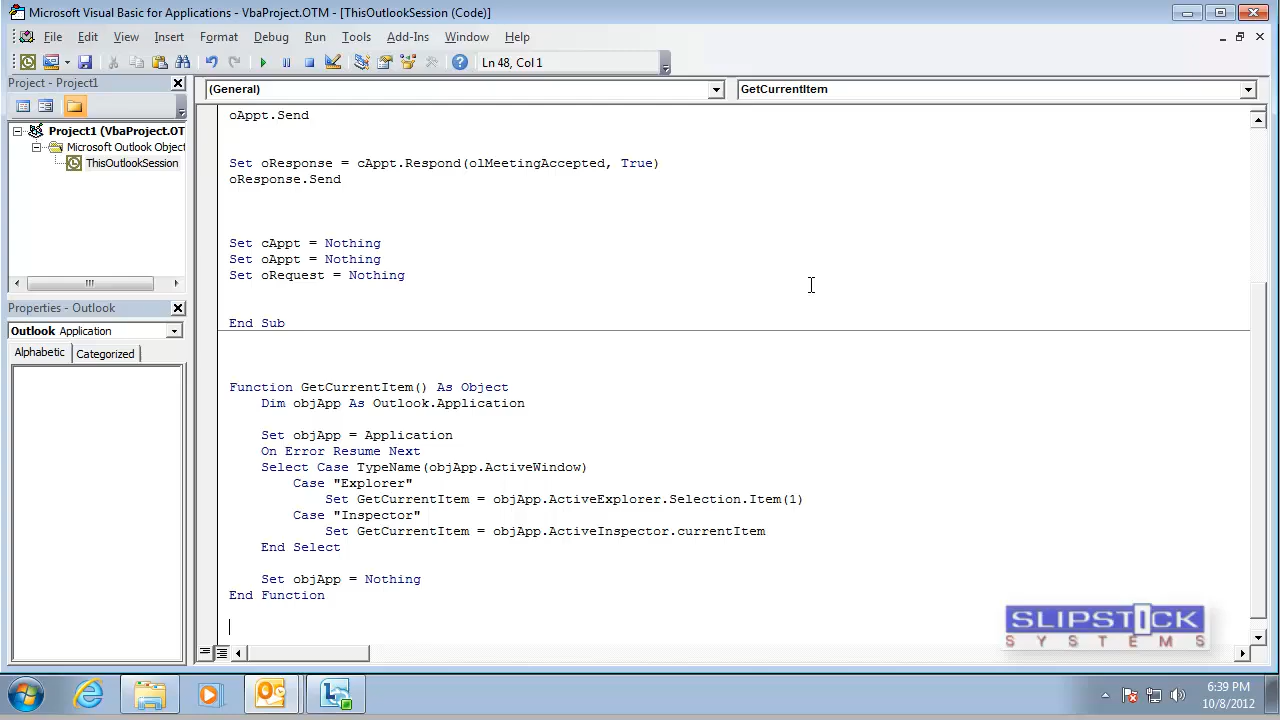 Microsoft Visual Basic for Applications - VbaProject.OTM - [ThisOutlookSession (Code)]
File Edit View Insert Format Debug Run Tools Add-Ins Window Help
Ln 48, Col 1
Project - Project1
(General)
GetCurrentItem
Project1 (VbaProject.OT
Microsoft Outlook Object
ThisOutlookSession
Properties - Outlook
Outlook Application
Alphabetic Categorized
oAppt.Send
Set oResponse = cAppt.Respond(olMeetingAccepted, True)
oResponse.Send
Set cAppt = Nothing
Set oAppt = Nothing
Set oRequest = Nothing
End Sub
Function GetCurrentItem() As Object
Dim objApp As Outlook.Application
Set objApp = Application
On Error Resume Next
Select Case TypeName(objApp.ActiveWindow)
Case "Explorer"
Set GetCurrentItem = objApp.ActiveExplorer.Selection.Item(1)
Case "Inspector"
Set GetCurrentItem = objApp.ActiveInspector.currentItem
End Select
Set objApp = Nothing
End Function
SLIPSTICK
SYSTEMS
6:39 PM
10/8/2012